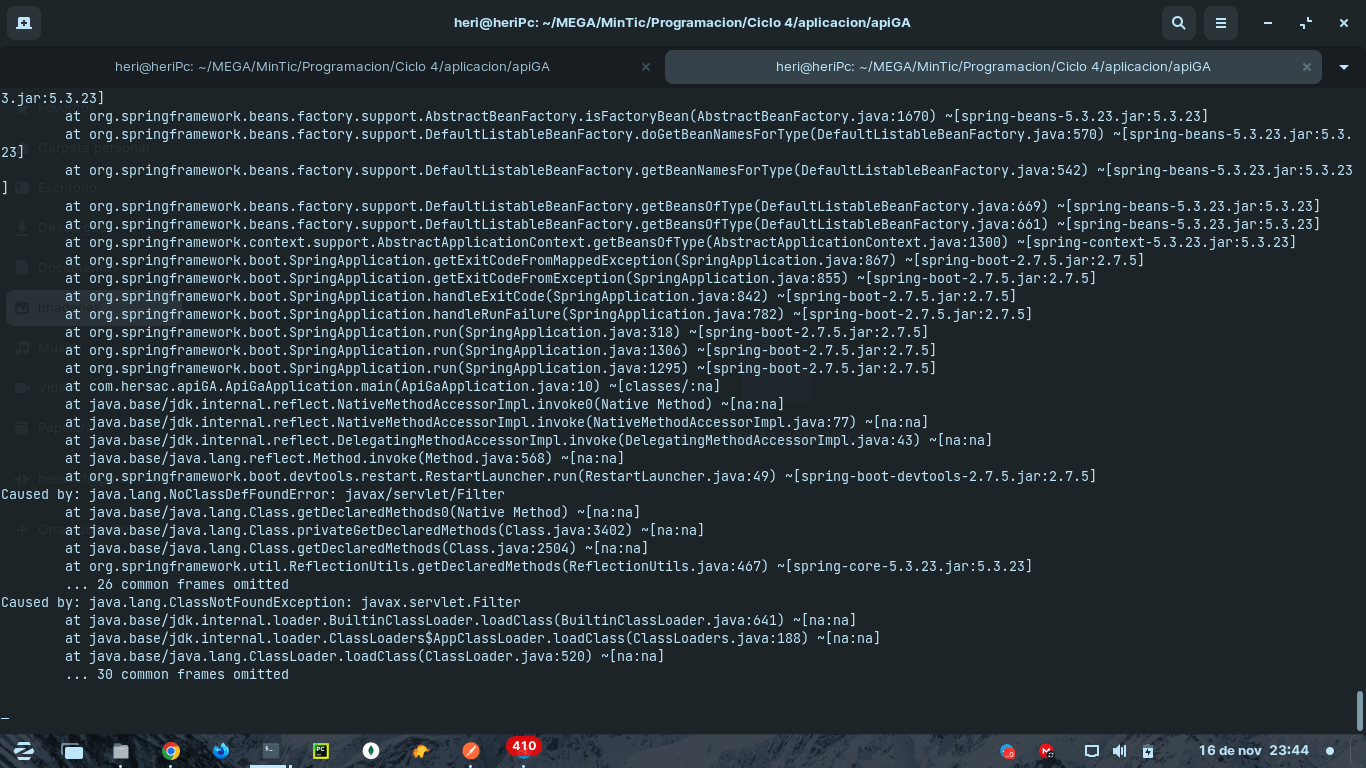 heri@heriPc: ~/MEGA/MinTic/Programacion/Ciclo 4/aplicacion/apiGA
heri@heriPc: ~/MEGA/MinTic/Programacion/Ciclo 4/aplicacion/apiGA
heri@heriPc: ~/MEGA/MinTic/Programacion/Ciclo 4/aplicacion/apiGA
3.jar:5.3.23]
at org.springframework.beans.factory.support.AbstractBeanFactory.isFactoryBean(AbstractBeanFactory.java:1670) ~[spring-beans-5.3.23.jar:5.3.23]
at org.springframework.beans.factory.support.DefaultListableBeanFactory.doGetBeanNamesForType(DefaultListableBeanFactory.java:570) ~[spring-beans-5.3.23.jar:5.3.
23]
Carpeta personal
at org.springframework.beans.factory.support.DefaultListableBeanFactory.getBeanNamesForType(DefaultListableBeanFactory.java:542) ~[spring-beans-5.3.23.jar:5.3.23
]
Escritorio
at org.springframework.beans.factory.support.DefaultListableBeanFactory.getBeansOfType(DefaultListableBeanFactory.java:669) ~[spring-beans-5.3.23.jar:5.3.23]
at org.springframework.beans.factory.support.DefaultListableBeanFactory.getBeansOfType(DefaultListableBeanFactory.java:661) ~[spring-beans-5.3.23.jar:5.3.23]
at org.springframework.context.support.AbstractApplicationContext.getBeansOfType(AbstractApplicationContext.java:1300) ~[spring-context-5.3.23.jar:5.3.23]
at org.springframework.boot.SpringApplication.getExitCodeFromMappedException(SpringApplication.java:867) ~[spring-boot-2.7.5.jar:2.7.5]
at org.springframework.boot.SpringApplication.getExitCodeFromException(SpringApplication.java:855) ~[spring-boot-2.7.5.jar:2.7.5]
at org.springframework.boot.SpringApplication.handleExitCode(SpringApplication.java:842) ~[spring-boot-2.7.5.jar:2.7.5]
at org.springframework.boot.SpringApplication.handleRunFailure(SpringApplication.java:782) ~[spring-boot-2.7.5.jar:2.7.5]
at org.springframework.boot.SpringApplication.run(SpringApplication.java:318) ~[spring-boot-2.7.5.jar:2.7.5]
at org.springframework.boot.SpringApplication.run(SpringApplication.java:1306) ~[spring-boot-2.7.5.jar:2.7.5]
at org.springframework.boot.SpringApplication.run(SpringApplication.java:1295) ~[spring-boot-2.7.5.jar:2.7.5]
at com.hersac.apiGA.ApiGaApplication.main(ApiGaApplication.java:10) ~[classes/:na]
at java.base/jdk.internal.reflect.NativeMethodAccessorImpl.invoke0(Native Method) ~[na:na]
at java.base/jdk.internal.reflect.NativeMethodAccessorImpl.invoke(NativeMethodAccessorImpl.java:77) ~[na:na]
at java.base/jdk.internal.reflect.DelegatingMethodAccessorImpl.invoke(DelegatingMethodAccessorImpl.java:43) ~[na:na]
at java.base/java.lang.reflect.Method.invoke(Method.java:568) ~[na:na]
at org.springframework.boot.devtools.restart.RestartLauncher.run(RestartLauncher.java:49) ~[spring-boot-devtools-2.7.5.jar:2.7.5]
Caused by: java.lang.NoClassDefFoundError: javax/servlet/Filter
at java.base/java.lang.Class.getDeclaredMethods0(Native Method) ~[na:na]
at java.base/java.lang.Class.privateGetDeclaredMethods(Class.java:3402) ~[na:na]
at java.base/java.lang.Class.getDeclaredMethods(Class.java:2504) ~[na:na]
at org.springframework.util.ReflectionUtils.getDeclaredMethods(ReflectionUtils.java:467) ~[spring-core-5.3.23.jar:5.3.23]
... 26 common frames omitted
Caused by: java.lang.ClassNotFoundException: javax.servlet.Filter
at java.base/jdk.internal.loader.BuiltinClassLoader.loadClass(BuiltinClassLoader.java:641) ~[na:na]
at java.base/jdk.internal.loader.ClassLoaders$AppClassLoader.loadClass(ClassLoaders.java:188) ~[na:na]
at java.base/java.lang.ClassLoader.loadClass(ClassLoader.java:520) ~[na:na]
... 30 common frames omitted
410
16 de nov 23:44